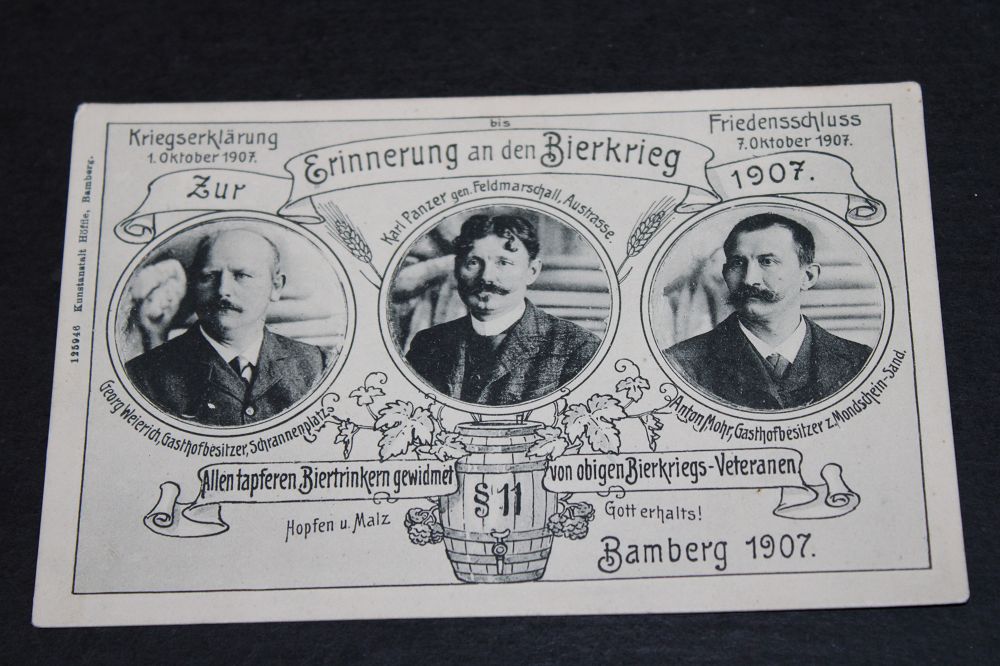 Kriegserklärung
1. Oktober 1907.
bis
Friedensschluss
7. Oktober 1907.
Zur
Erinnerung an den Bierkrieg
1907.
Karl Panzer gen. Feldmarschall, Austrasse.
Georg Weierich, Gasthofbesitzer, Schrannenplatz.
Anton Mohr, Gasthofbesitzer z. Mondschein-Sand.
Allen tapferen Biertrinkern gewidmet
von obigen Bierkriegs-Veteranen
§ 11
Hopfen u. Malz
Gott erhalts!
Bamberg 1907.
125946 Kunstanstalt Höffle, Bamberg.